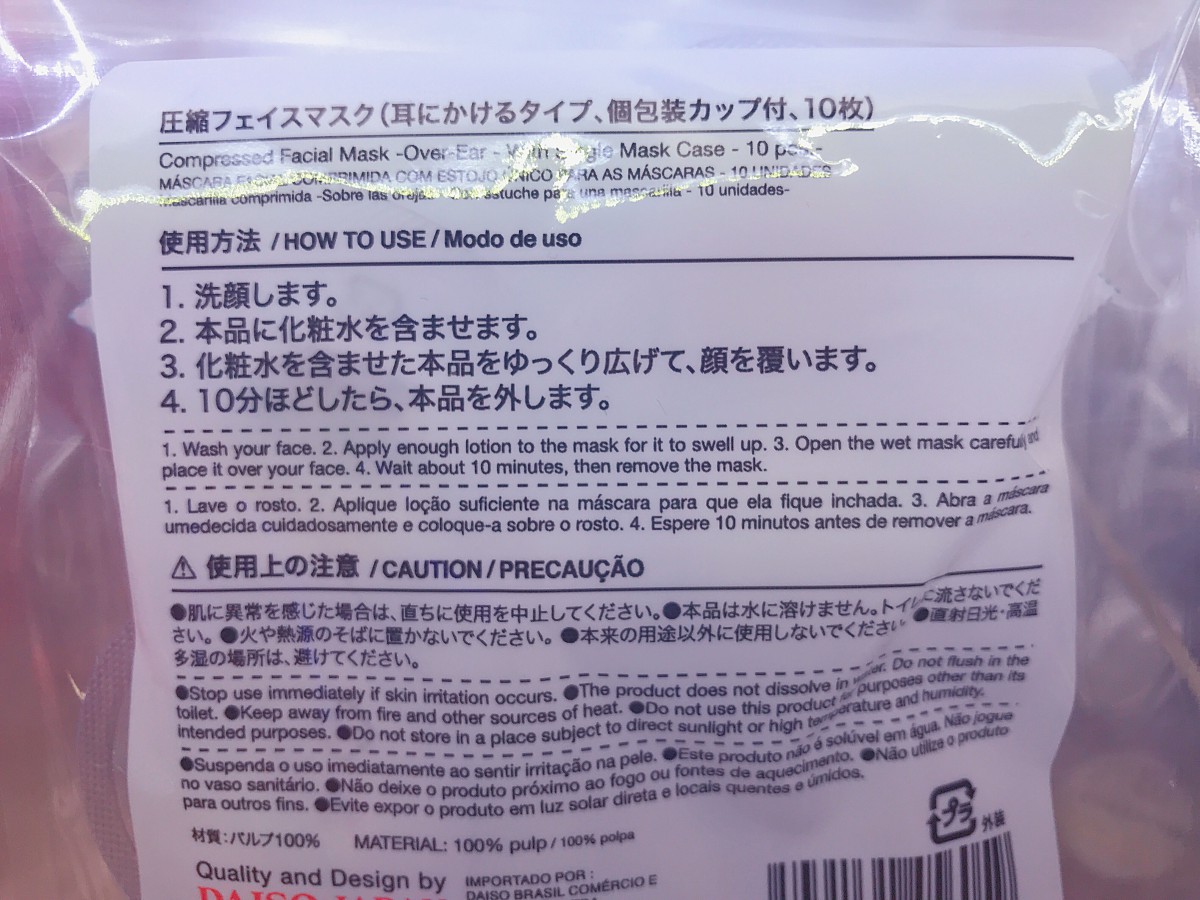 圧縮フェイスマスク(耳にかけるタイプ、個包装カップ付、10枚)
Compressed Facial Mask -Over-Ear - With Single Mask Case - 10 pcs.-
MÁSCARA FACIAL COMPRIMIDA COM ESTOJO ÚNICO PARA AS MÁSCARAS - 10 UNIDADES
Mascarilla comprimida -Sobre las orejas estuche para una mascarilla - 10 unidades-
使用方法 / HOW TO USE / Modo de uso
1. 洗顔します。
2. 本品に化粧水を含ませます。
3. 化粧水を含ませた本品をゆっくり広げて、顔を覆います。
4. 10分ほどしたら、本品を外します。
1. Wash your face. 2. Apply enough lotion to the mask for it to swell up. 3. Open the wet mask carefully and
place it over your face. 4. Wait about 10 minutes, then remove the mask.
1. Lave o rosto. 2. Aplique loção suficiente na máscara para que ela fique inchada. 3. Abra a máscara
umedecida cuidadosamente e coloque-a sobre o rosto. 4. Espere 10 minutos antes de remover a máscara.
⚠ 使用上の注意 / CAUTION / PRECAUÇÃO
●肌に異常を感じた場合は、直ちに使用を中止してください。●本品は水に溶けません。トイレに流さないでくだ
さい。●火や熱源のそばに置かないでください。●本来の用途以外に使用しないでください ●直射日光・高温
多湿の場所は、避けてください。
●Stop use immediately if skin irritation occurs. ●The product does not dissolve in water. Do not flush in the
toilet. ●Keep away from fire and other sources of heat. ●Do not use this product for purposes other than its
intended purposes. ●Do not store in a place subject to direct sunlight or high temperature and humidity.
●Suspenda o uso imediatamente ao sentir irritação na pele. ●Este produto não é solúvel em água. Não jogue
no vaso sanitário. ●Não deixe o produto próximo ao fogo ou fontes de aquecimento. ●Não utilize o produto
para outros fins. ●Evite expor o produto em luz solar direta e locais quentes e úmidos.
材質:パルプ100% MATERIAL: 100% pulp / 100% polpa
プラ 外装
Quality and Design by
DAISO JAPAN
IMPORTADO POR :
DAISO BRASIL COMÉRCIO E